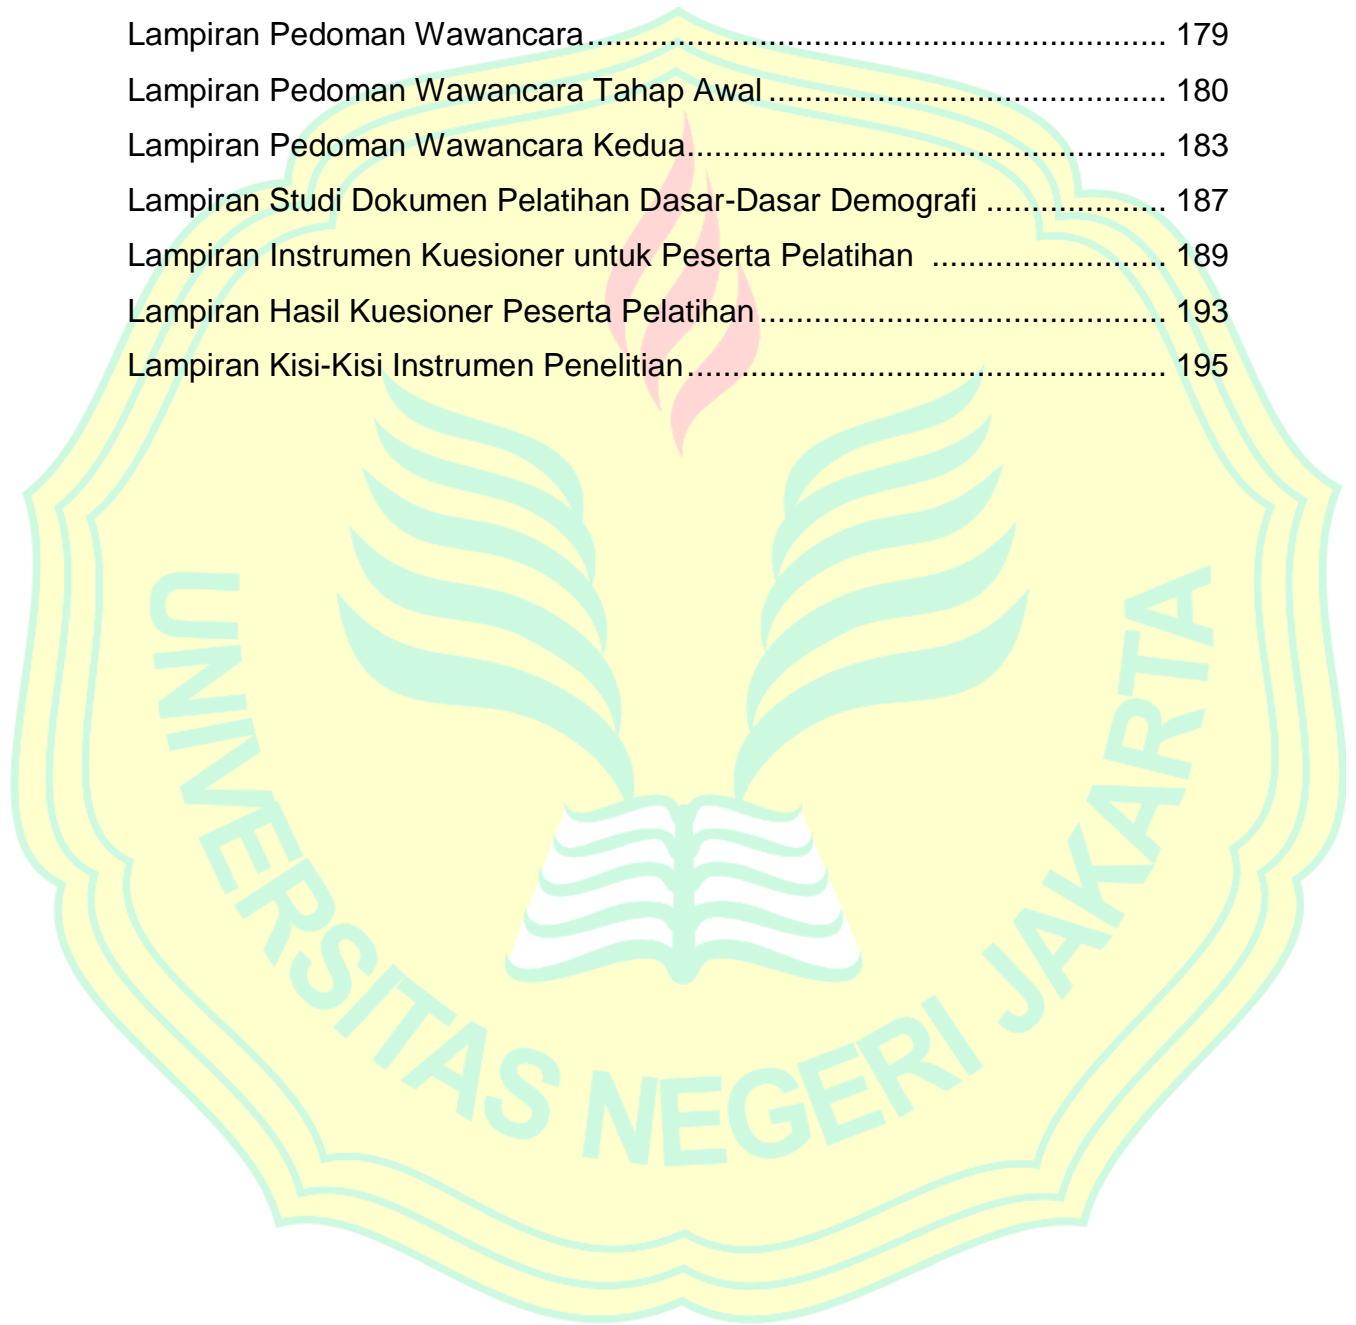 Lampiran Pedoman Wawancara ................................................................ 179
Lampiran Pedoman Wawancara Tahap Awal ............................................ 180
Lampiran Pedoman Wawancara Kedua..................................................... 183
Lampiran Studi Dokumen Pelatihan Dasar-Dasar Demografi .................... 187
Lampiran Instrumen Kuesioner untuk Peserta Pelatihan .......................... 189
Lampiran Hasil Kuesioner Peserta Pelatihan ............................................. 193
Lampiran Kisi-Kisi Instrumen Penelitian ..................................................... 195
UNIVERSITAS NEGERI JAKARTA